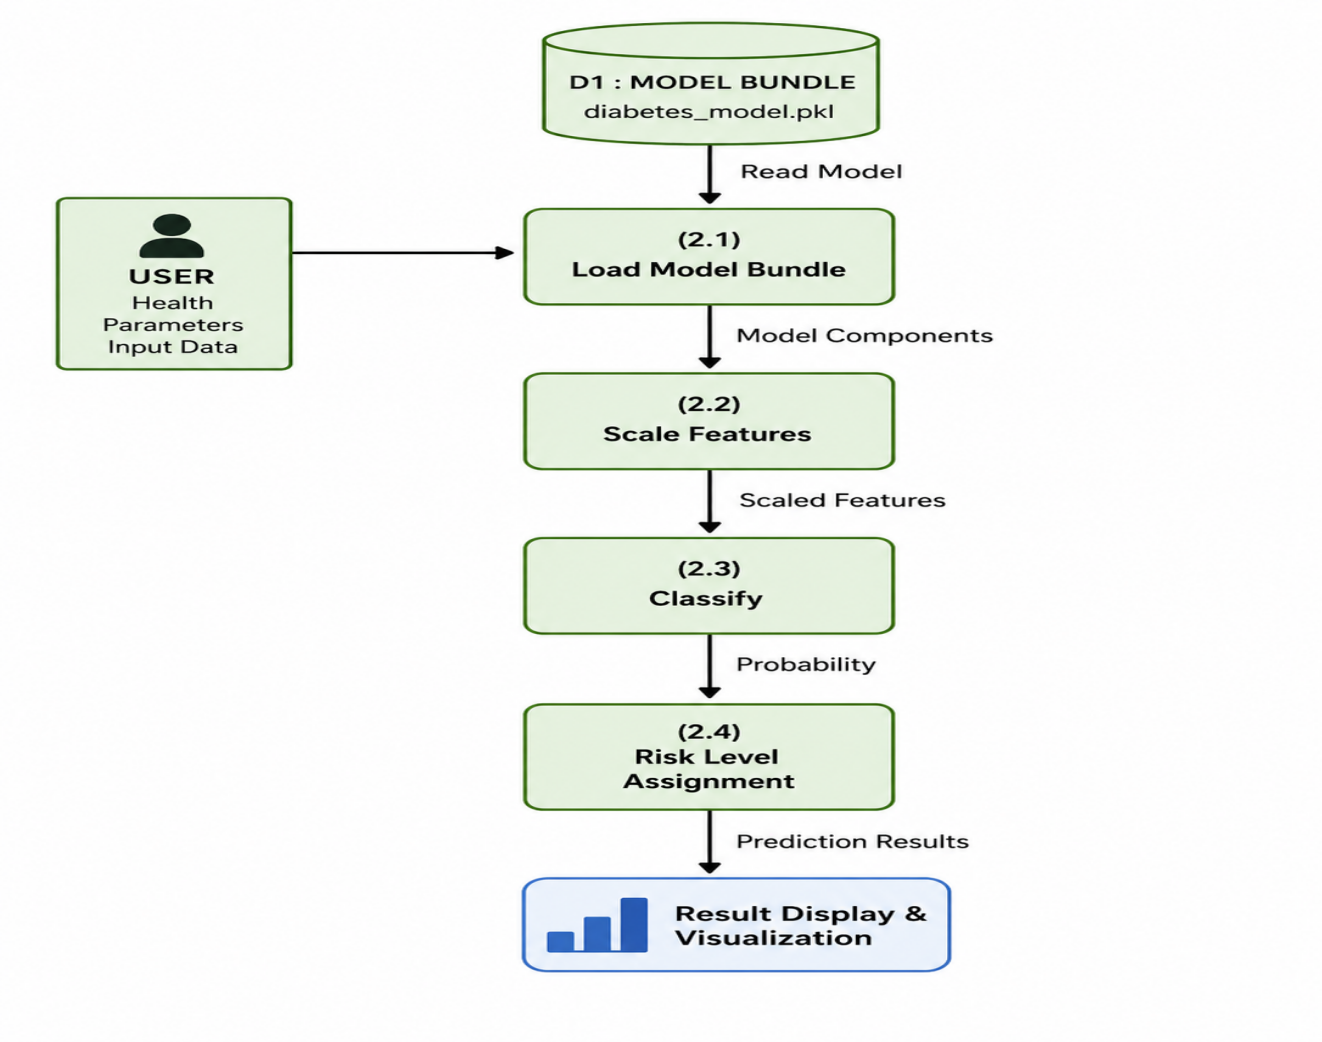 D1 : MODEL BUNDLE
diabetes_model.pkl
Read Model
USER
Health
Parameters
Input Data
(2.1)
Load Model Bundle
Model Components
(2.2)
Scale Features
Scaled Features
(2.3)
Classify
Probability
(2.4)
Risk Level
Assignment
Prediction Results
Result Display &
Visualization